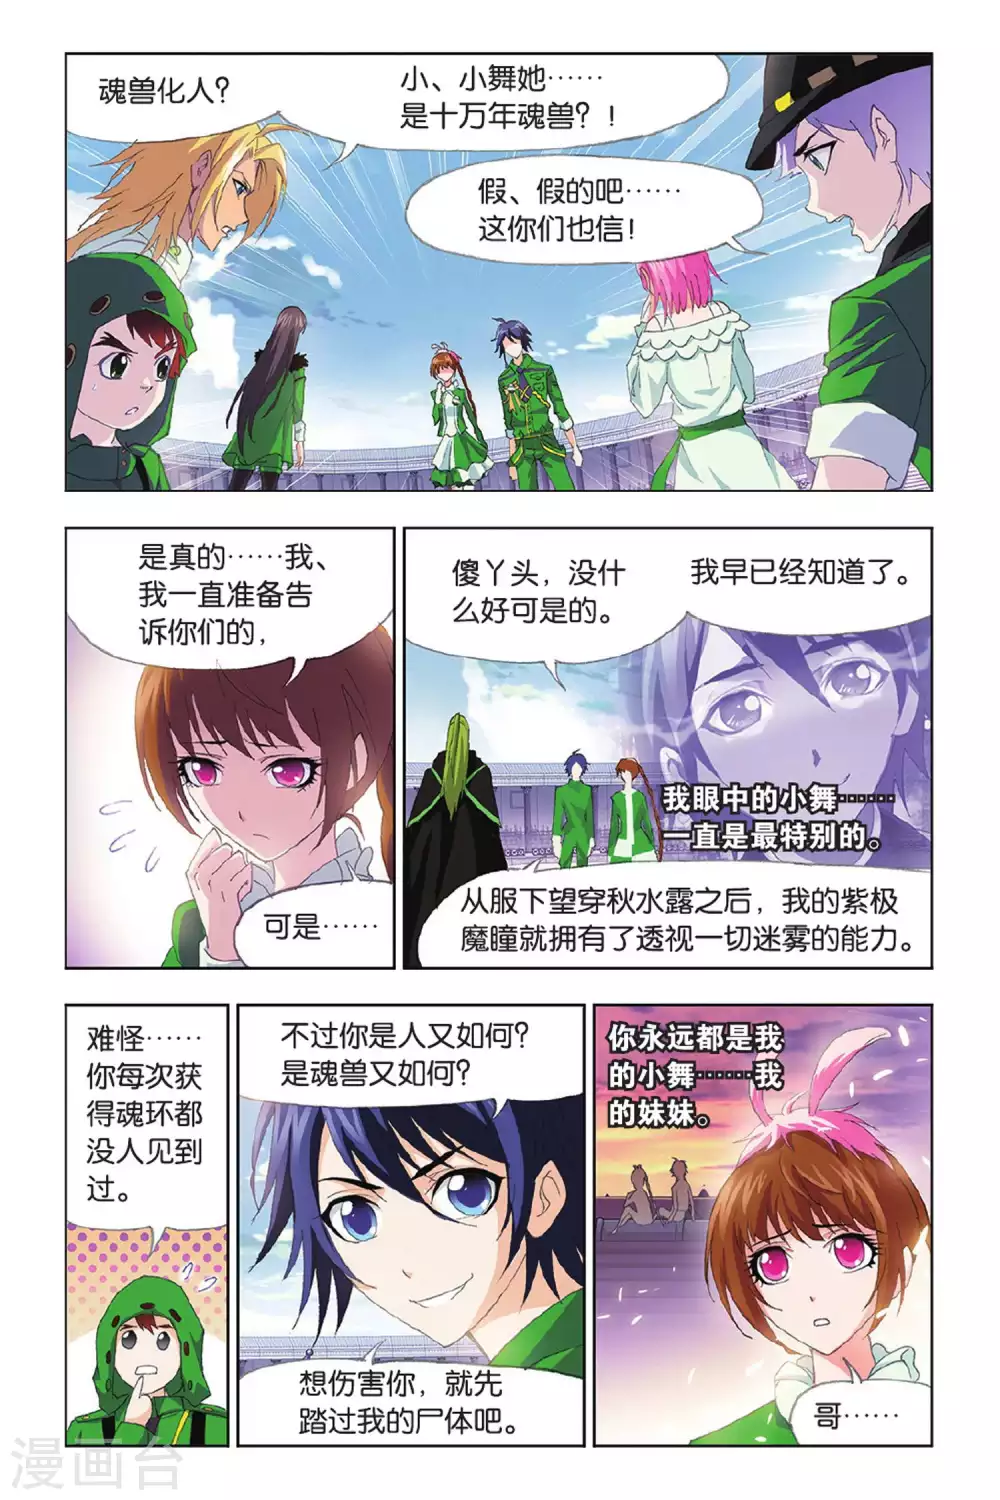 魂兽化人?
小、小舞她……
是十万年魂兽?!
假、假的吧……
这你们也信!
是真的……我、
我一直准备告
诉你们的,
可是……
傻丫头,没什
么好可是的。
我早已经知道了。
我眼中的小舞……
一直是最特别的。
从服下望穿秋水露之后,我的紫极
魔瞳就拥有了透视一切迷雾的能力。
难怪……
你每次获
得魂环都
没人见到
过。
不过你是人又如何?
是魂兽又如何?
想伤害你,就先
踏过我的尸体吧。
你永远都是我
的小舞……我
的妹妹。
哥……
漫画台